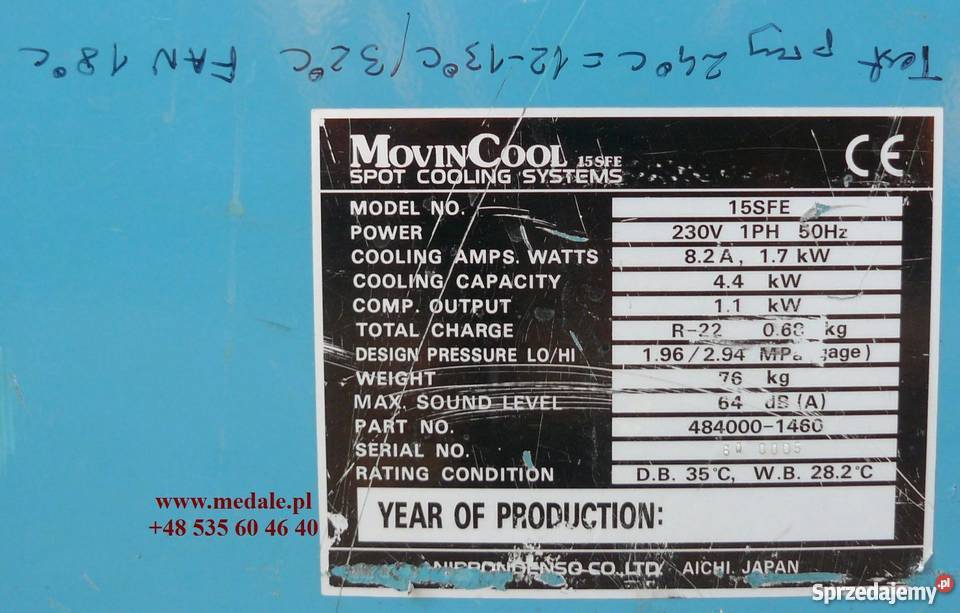 Test przy 24°C = 12-13°C/32°C FAN 18°C
MOVINCOOL 15SFE
SPOT COOLING SYSTEMS
CE
MODEL NO. 15SFE
POWER 230V 1PH 50Hz
COOLING AMPS. WATTS 8.2 A, 1.7 kW
COOLING CAPACITY 4.4 kW
COMP. OUTPUT 1.1 kW
TOTAL CHARGE R-22 0.68 kg
DESIGN PRESSURE LO/HI 1.96/2.94 MPa gage)
WEIGHT 76 kg
MAX. SOUND LEVEL 64 dB (A)
PART NO. 484000-1460
SERIAL NO. 0005
RATING CONDITION D.B. 35°C, W.B. 28.2°C
YEAR OF PRODUCTION:
NIPPONDENSO CO., LTD. AICHI, JAPAN
www.medale.pl
+48 535 60 46 40
Sprzedajemy.pl